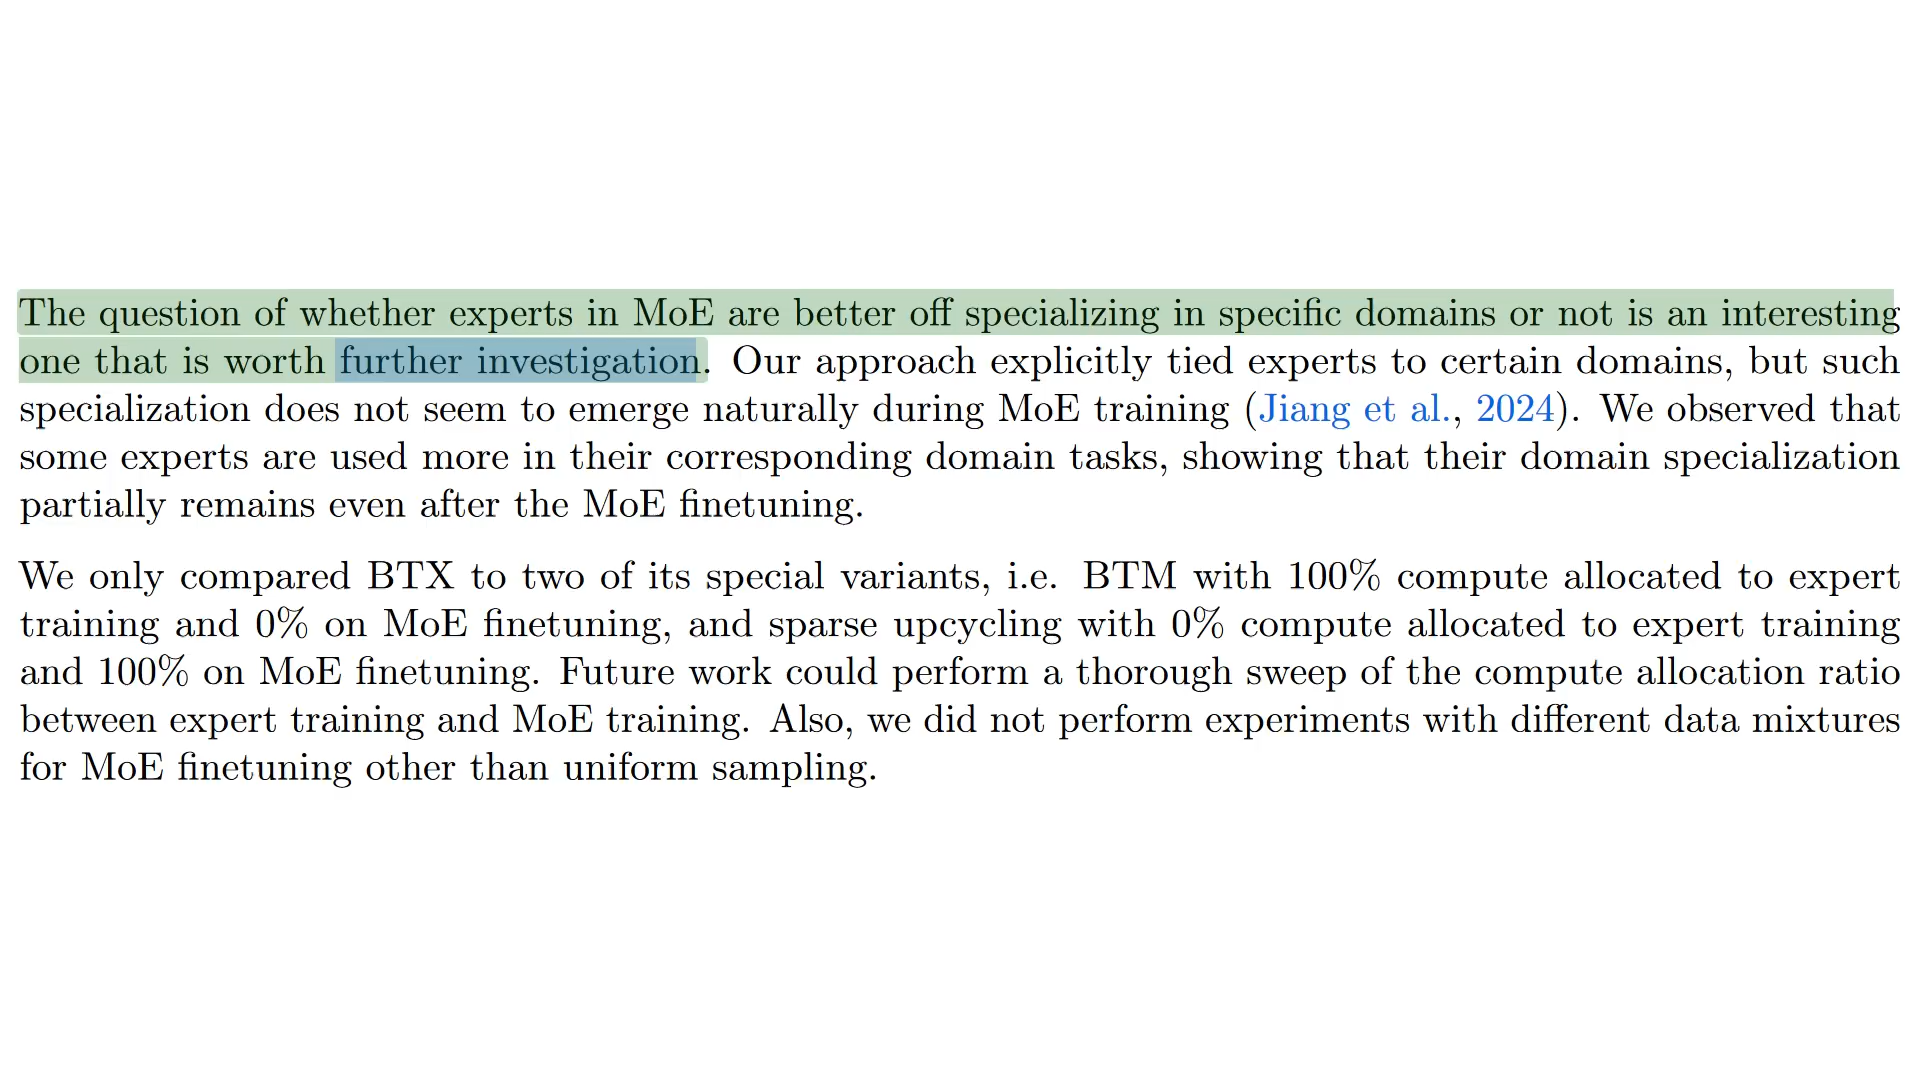 The question of whether experts in MoE are better off specializing in specific domains or not is an interesting
one that is worth further investigation. Our approach explicitly tied experts to certain domains, but such
specialization does not seem to emerge naturally during MoE training (Jiang et al., 2024). We observed that
some experts are used more in their corresponding domain tasks, showing that their domain specialization
partially remains even after the MoE finetuning.
We only compared BTX to two of its special variants, i.e. BTM with 100% compute allocated to expert
training and 0% on MoE finetuning, and sparse upcycling with 0% compute allocated to expert training
and 100% on MoE finetuning. Future work could perform a thorough sweep of the compute allocation ratio
between expert training and MoE training. Also, we did not perform experiments with different data mixtures
for MoE finetuning other than uniform sampling.